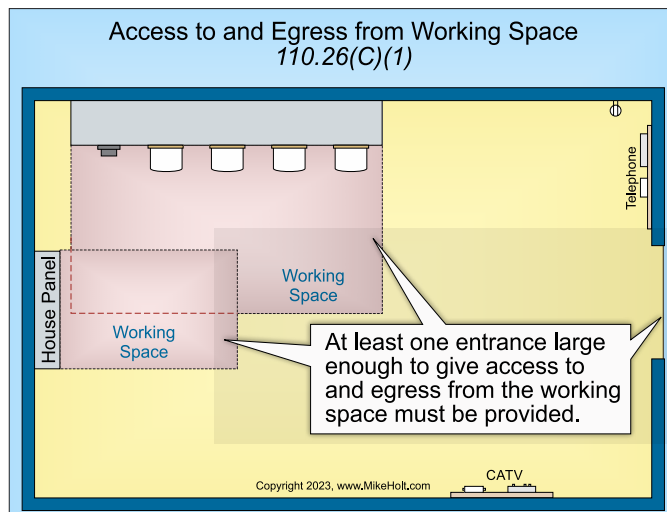 Access to and Egress from Working Space
110.26(C)(1)
Telephone
House Panel
Working
Space
Working
Space
At least one entrance large
enough to give access to
and egress from the working
space must be provided.
CATV
Copyright 2023, www.MikeHolt.com